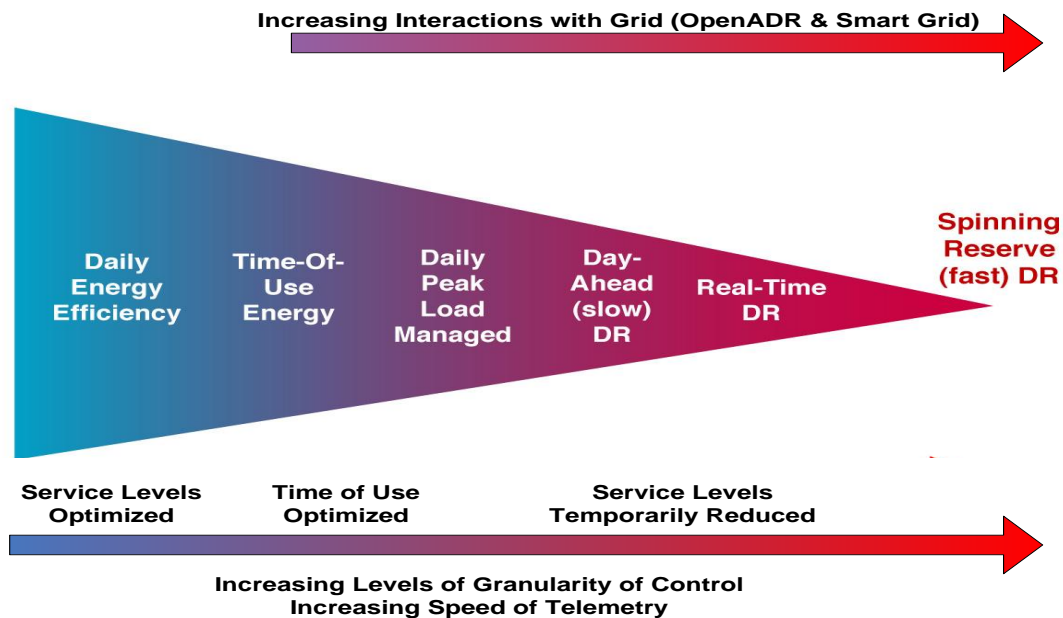 Increasing Interactions with Grid (OpenADR & Smart Grid)
Daily
Energy
Efficiency
Time-Of-
Use
Energy
Daily
Peak
Load
Managed
Day-
Ahead
(slow)
DR
Real-Time
DR
Spinning
Reserve
(fast) DR
Service Levels
Optimized
Time of Use
Optimized
Service Levels
Temporarily Reduced
Increasing Levels of Granularity of Control
Increasing Speed of Telemetry